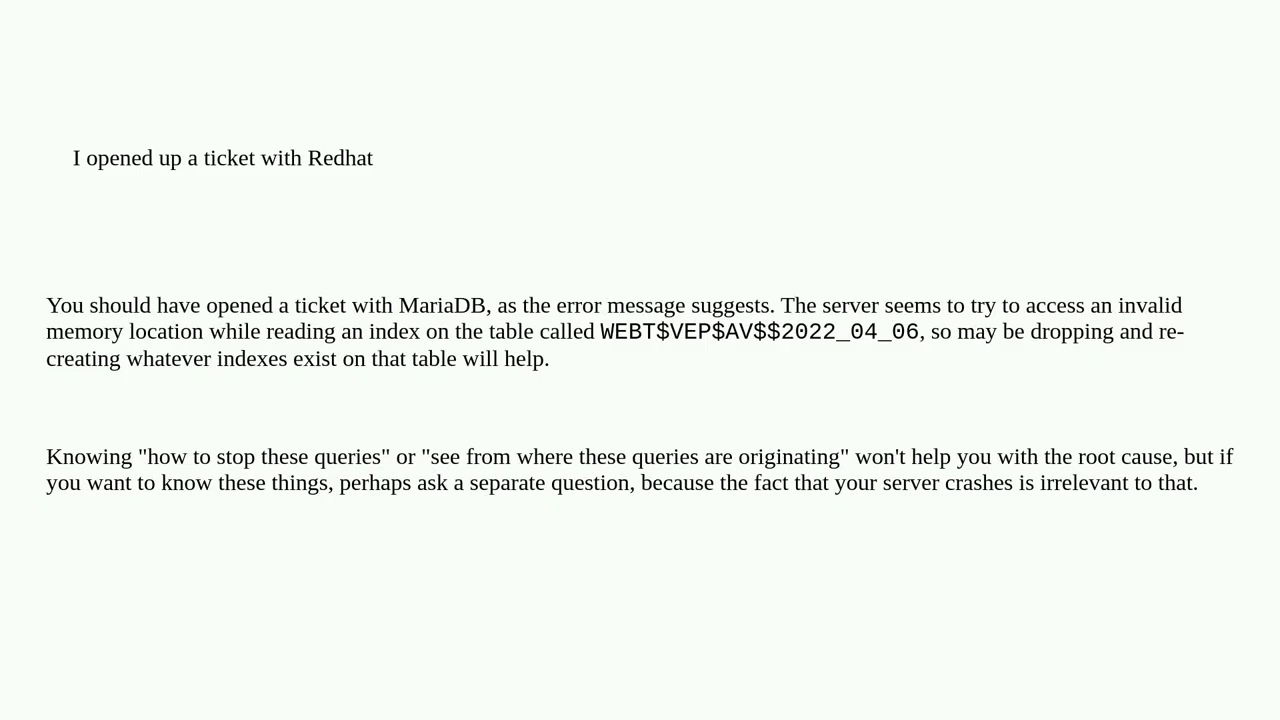 I opened up a ticket with Redhat
You should have opened a ticket with MariaDB, as the error message suggests. The server seems to try to access an invalid
memory location while reading an index on the table called WEBT$VEP$AV$$2022_04_06, so may be dropping and re-
creating whatever indexes exist on that table will help.
Knowing "how to stop these queries" or "see from where these queries are originating" won't help you with the root cause, but if
you want to know these things, perhaps ask a separate question, because the fact that your server crashes is irrelevant to that.